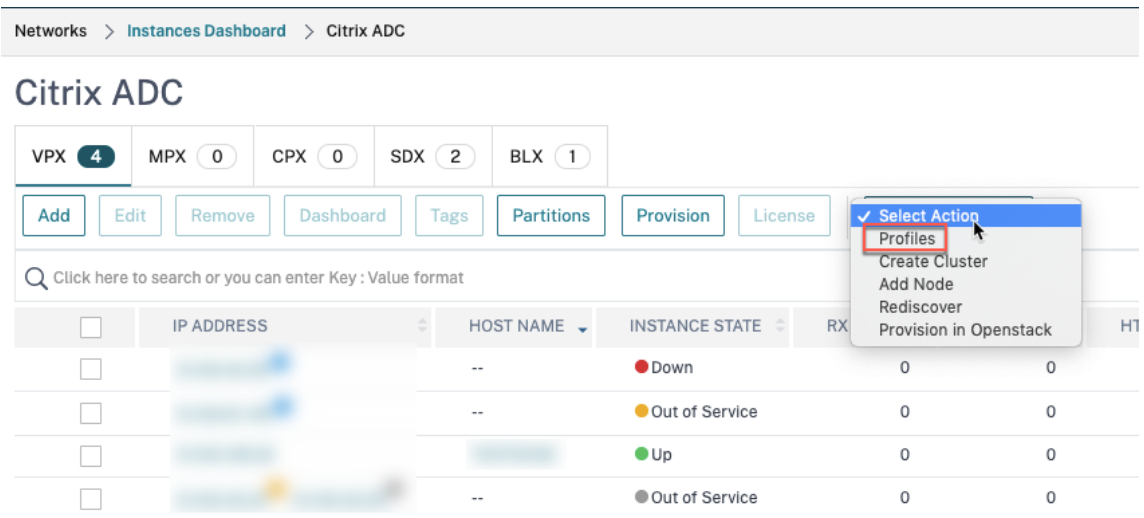 Networks > Instances Dashboard > Citrix ADC
Citrix ADC
VPX 4 MPX 0 CPX 0 SDX 2 BLX 1
Add Edit Remove Dashboard Tags Partitions Provision License
✓ Select Action
Profiles
Create Cluster
Add Node
Rediscover
Provision in Openstack
Click here to search or you can enter Key : Value format
IP ADDRESS HOST NAME INSTANCE STATE RX HT
-- Down 0 0
-- Out of Service 0 0
Up 0 0
-- Out of Service 0 0